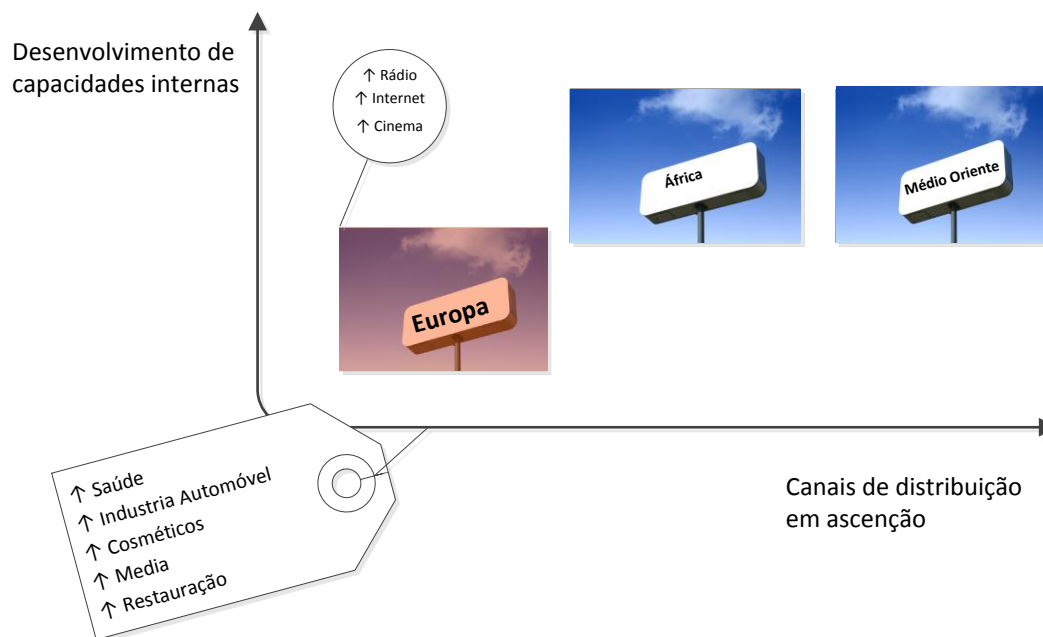 Desenvolvimento de
capacidades internas
↑ Rádio
↑ Internet
↑ Cinema
África
Médio Oriente
Europa
↑ Saúde
↑ Industria Automóvel
↑ Cosméticos
↑ Media
↑ Restauração
Canais de distribuição
em ascenção